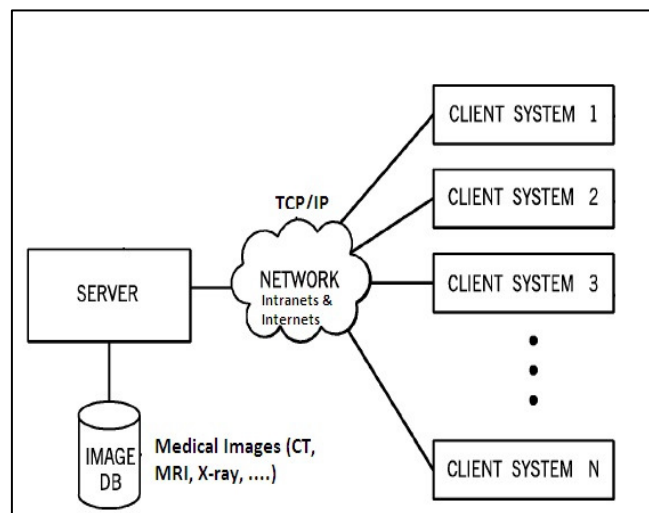 CLIENT SYSTEM 1
TCP/IP
CLIENT SYSTEM 2
SERVER
NETWORK
Intranets &
Internets
CLIENT SYSTEM 3
IMAGE
DB
Medical Images (CT,
MRI, X-ray, ....)
CLIENT SYSTEM N